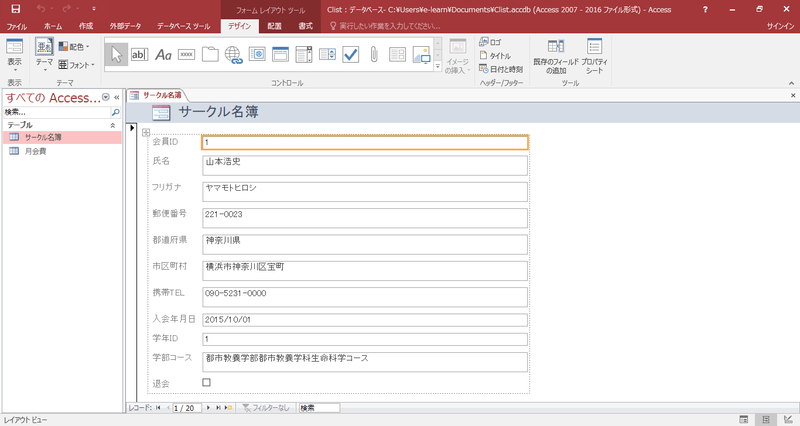 フォーム レイアウト ツール
Clist : データベース- C:¥Users¥e-learn¥Documents¥Clist.accdb (Access 2007 - 2016 ファイル形式) - Access
ファイル ホーム 作成 外部データ データベース ツール デザイン 配置 書式 実行したい作業を入力してください... サインイン
表示
表示
テーマ
配色
フォント
テーマ
ab|
Aa
xxxx
コントロール
イメージの挿入
ロゴ
タイトル
日付と時刻
ヘッダー/フッター
既存のフィールドの追加
プロパティ シート
ツール
すべての Access...
検索...
テーブル
サークル名簿
月会費
サークル名簿
サークル名簿
会員ID 1
氏名 山本浩史
フリガナ ヤマモトヒロシ
郵便番号 221-0023
都道府県 神奈川県
市区町村 横浜市神奈川区宝町
携帯TEL 090-5231-0000
入会年月日 2015/10/01
学年ID 1
学部コース 都市教養学部都市教養学科生命科学コース
退会
レコード: 1 / 20 フィルターなし 検索
レイアウト ビュー